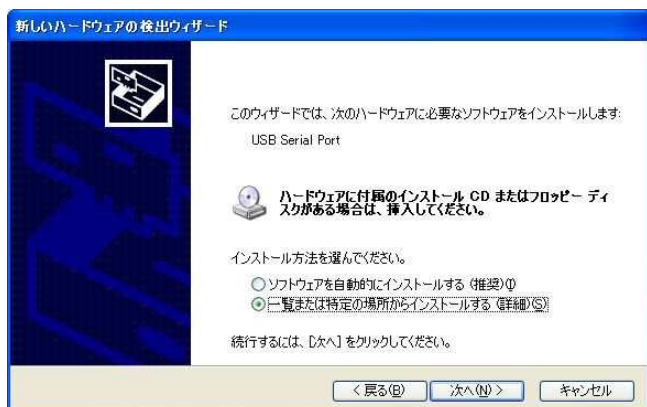 新しいハードウェアの検出ウィザード
このウィザードでは、次のハードウェアに必要なソフトウェアをインストールします:
USB Serial Port
ハードウェアに付属のインストール CD またはフロッピー ディ
スクがある場合は、挿入してください。
インストール方法を選んでください。
ソフトウェアを自動的にインストールする (推奨)(I)
一覧または特定の場所からインストールする (詳細)(S)
続行するには、[次へ] をクリックしてください。
< 戻る(B)
次へ(N) >
キャンセル